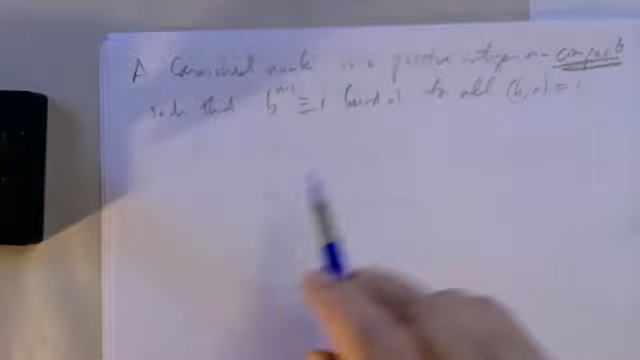 A Carmichael number is a positive integer n composite
such that b^{n-1} ≡ 1 (mod n) for all (b,n) = 1